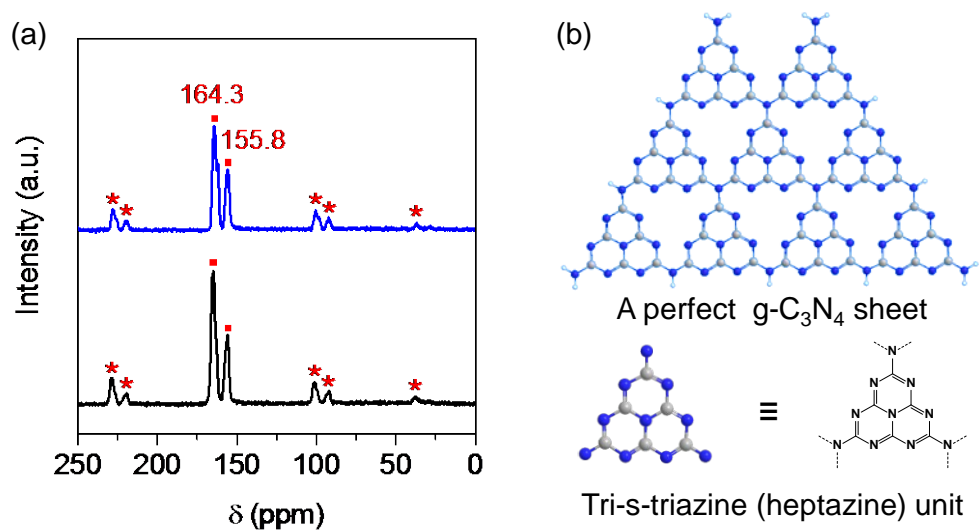 (a)
164.3
155.8
* * * * *
* * * * *
Intensity (a.u.)
250 200 150 100 50 0
δ (ppm)
(b)
A perfect g-C₃N₄ sheet
N
N N
N N N
N N N N
≡
Tri-s-triazine (heptazine) unit